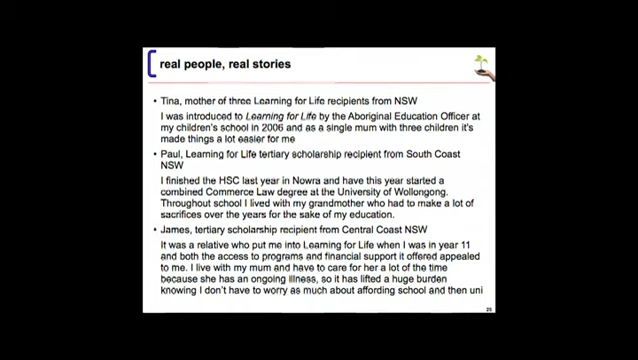 real people, real stories
• Tina, mother of three Learning for Life recipients from NSW
I was introduced to Learning for Life by the Aboriginal Education Officer at
my children's school in 2006 and as a single mum with three children it's
made things a lot easier for me
• Paul, Learning for Life tertiary scholarship recipient from South Coast
NSW
I finished the HSC last year in Nowra and have this year started a
combined Commerce Law degree at the University of Wollongong.
Throughout school I lived with my grandmother who had to make a lot of
sacrifices over the years for the sake of my education.
• James, tertiary scholarship recipient from Central Coast NSW
It was a relative who put me into Learning for Life when I was in year 11
and both the access to programs and financial support it offered appealed
to me. I live with my mum and have to care for her a lot of the time
because she has an ongoing illness, so it has lifted a huge burden
knowing I don't have to worry as much about affording school and then uni